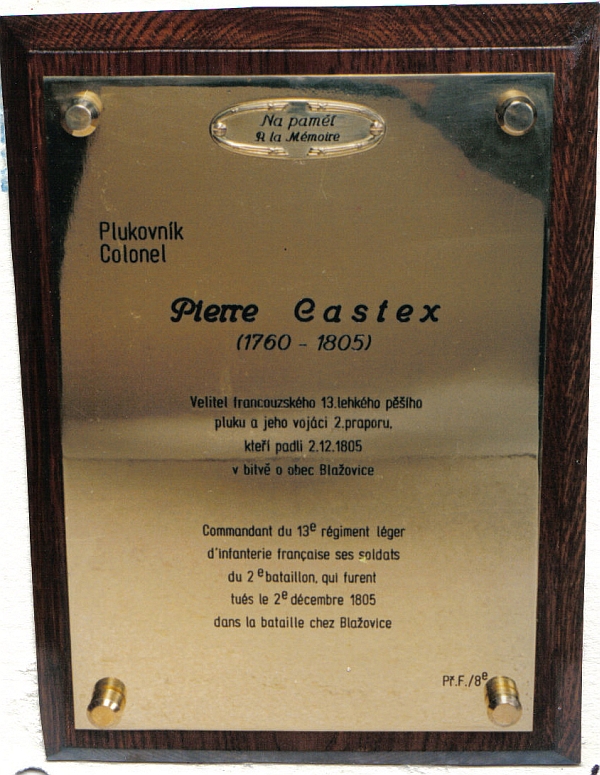 Na pamět
A la Mémoire
Plukovník
Colonel
Pierre Castex
(1760 - 1805)
Velitel francouzského 13.lehkého pěšího
pluku a jeho vojáci 2.praporu,
kteří padli 2.12.1805
v bitvě o obec Blažovice
Commandant du 13e régiment léger
d'infanterie française ses soldats
du 2e bataillon, qui furent
tués le 2e décembre 1805
dans la bataille chez Blažovice
Př.F./8e